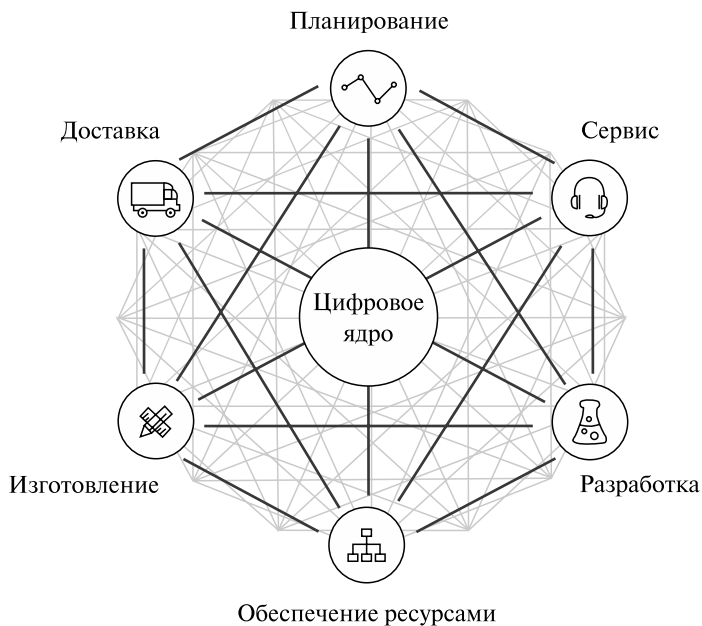 Планирование
Доставка
Сервис
Цифровое
ядро
Изготовление
Разработка
Обеспечение ресурсами